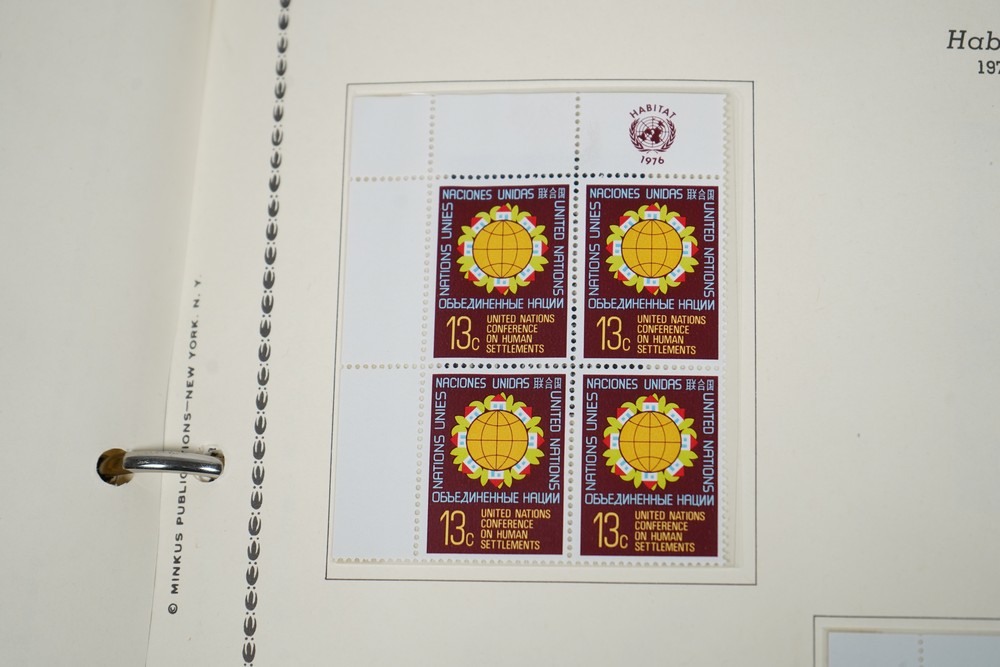 Hab
197
HABITAT
1976
NACIONES UNIDAS 联合国
NATIONS UNIES
UNITED NATIONS
ОБЪЕДИНЕННЫЕ НАЦИИ
13c
UNITED NATIONS
CONFERENCE
ON HUMAN
SETTLEMENTS
NACIONES UNIDAS 联合国
NATIONS UNIES
UNITED NATIONS
ОБЪЕДИНЕННЫЕ НАЦИИ
13c
UNITED NATIONS
CONFERENCE
ON HUMAN
SETTLEMENTS
NACIONES UNIDAS 联合国
NATIONS UNIES
UNITED NATIONS
ОБЪЕДИНЕННЫЕ НАЦИИ
13c
UNITED NATIONS
CONFERENCE
ON HUMAN
SETTLEMENTS
NACIONES UNIDAS 联合国
NATIONS UNIES
UNITED NATIONS
ОБЪЕДИНЕННЫЕ НАЦИИ
13c
UNITED NATIONS
CONFERENCE
ON HUMAN
SETTLEMENTS
© MINKUS PUBLICATIONS—NEW YORK, N. Y.